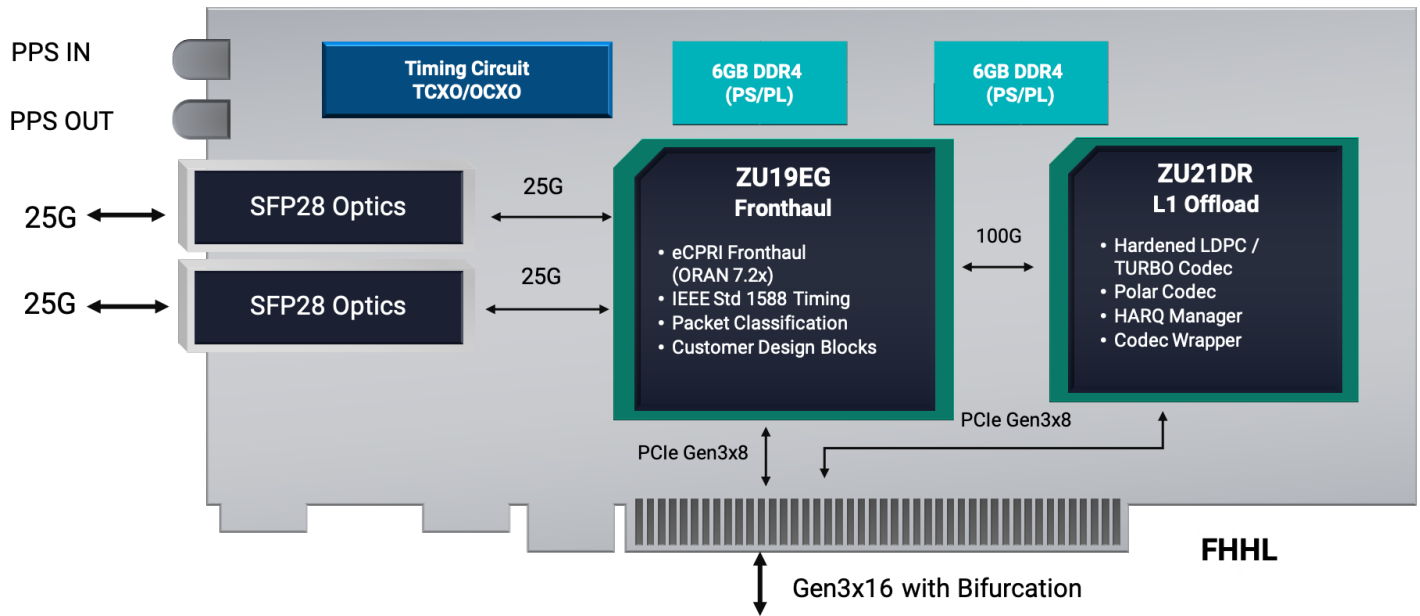 PPS IN
PPS OUT
Timing Circuit
TCXO/OCXO
6GB DDR4
(PS/PL)
6GB DDR4
(PS/PL)
25G
SFP28 Optics
25G
25G
SFP28 Optics
25G
ZU19EG
Fronthaul
• eCPRI Fronthaul
(ORAN 7.2x)
• IEEE Std 1588 Timing
• Packet Classification
• Customer Design Blocks
100G
ZU21DR
L1 Offload
• Hardened LDPC /
TURBO Codec
• Polar Codec
• HARQ Manager
• Codec Wrapper
PCIe Gen3x8
PCIe Gen3x8
FHHL
Gen3x16 with Bifurcation